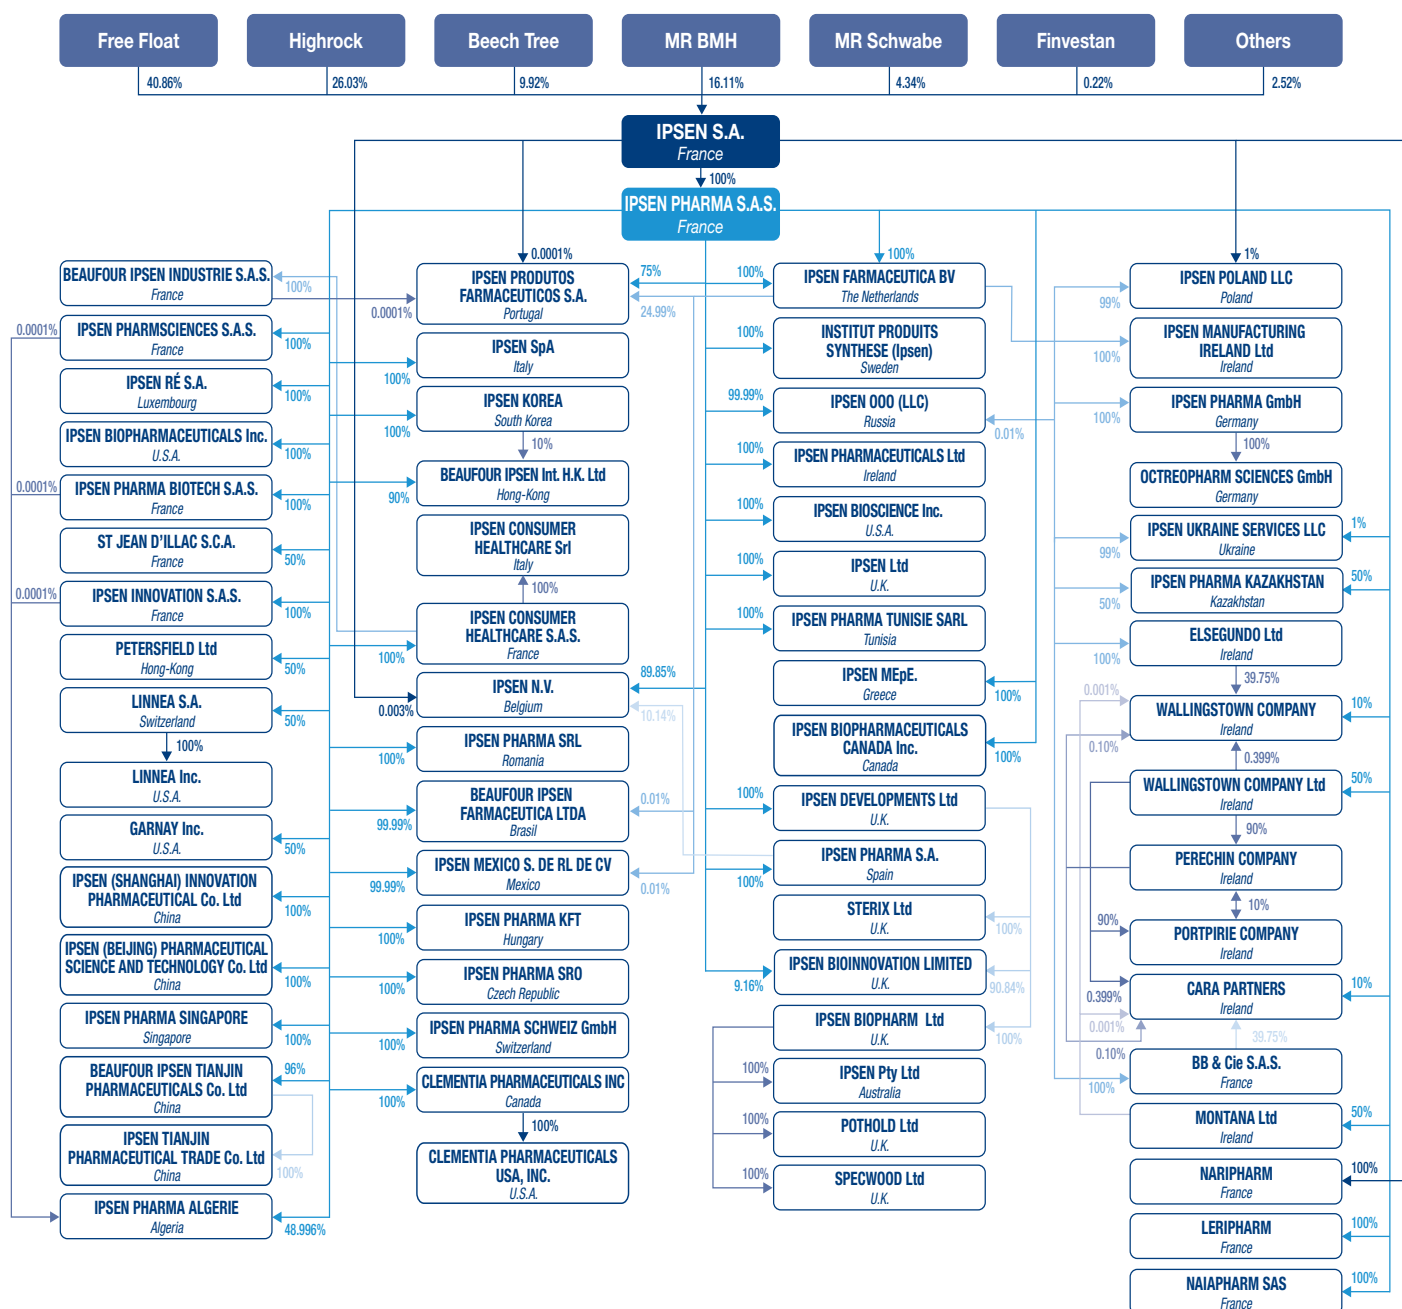 Free Float
Highrock
Beech Tree
MR BMH
MR Schwabe
Finvestan
Others
40.86%
26.03%
9.92%
16.11%
4.34%
0.22%
2.52%
IPSEN S.A.
France
100%
IPSEN PHARMA S.A.S.
France
BEAUFOUR IPSEN INDUSTRIE S.A.S.
France
100%
0.0001%
0.0001%
IPSEN PHARMSCIENCES S.A.S.
France
100%
IPSEN RÉ S.A.
Luxembourg
100%
IPSEN BIOPHARMACEUTICALS Inc.
U.S.A.
100%
0.0001%
IPSEN PHARMA BIOTECH S.A.S.
France
100%
ST JEAN D'ILLAC S.C.A.
France
50%
0.0001%
IPSEN INNOVATION S.A.S.
France
100%
PETERSFIELD Ltd
Hong-Kong
50%
LINNEA S.A.
Switzerland
50%
100%
LINNEA Inc.
U.S.A.
GARNAY Inc.
U.S.A.
50%
IPSEN (SHANGHAI) INNOVATION
PHARMACEUTICAL Co. Ltd
China
100%
IPSEN (BEIJING) PHARMACEUTICAL
SCIENCE AND TECHNOLOGY Co. Ltd
China
100%
IPSEN PHARMA SINGAPORE
Singapore
100%
BEAUFOUR IPSEN TIANJIN
PHARMACEUTICALS Co. Ltd
China
96%
IPSEN TIANJIN
PHARMACEUTICAL TRADE Co. Ltd
China
100%
IPSEN PHARMA ALGERIE
Algeria
48.996%
0.0001%
IPSEN PRODUTOS
FARMACEUTICOS S.A.
Portugal
75%
24.99%
IPSEN SpA
Italy
100%
IPSEN KOREA
South Korea
100%
10%
BEAUFOUR IPSEN Int. H.K. Ltd
Hong-Kong
90%
IPSEN CONSUMER
HEALTHCARE Srl
Italy
100%
IPSEN CONSUMER
HEALTHCARE S.A.S.
France
100%
IPSEN N.V.
Belgium
0.003%
89.85%
10.14%
IPSEN PHARMA SRL
Romania
100%
BEAUFOUR IPSEN
FARMACEUTICA LTDA
Brasil
99.99%
0.01%
IPSEN MEXICO S. DE RL DE CV
Mexico
99.99%
0.01%
IPSEN PHARMA KFT
Hungary
100%
IPSEN PHARMA SRO
Czech Republic
100%
IPSEN PHARMA SCHWEIZ GmbH
Switzerland
100%
CLEMENTIA PHARMACEUTICALS INC
Canada
100%
100%
CLEMENTIA PHARMACEUTICALS
USA, INC.
U.S.A.
100%
100%
IPSEN FARMACEUTICA BV
The Netherlands
100%
INSTITUT PRODUITS
SYNTHESE (Ipsen)
Sweden
99.99%
IPSEN OOO (LLC)
Russia
0.01%
100%
IPSEN PHARMACEUTICALS Ltd
Ireland
100%
IPSEN BIOSCIENCE Inc.
U.S.A.
100%
IPSEN Ltd
U.K.
100%
IPSEN PHARMA TUNISIE SARL
Tunisia
IPSEN MEpE.
Greece
100%
IPSEN BIOPHARMACEUTICALS
CANADA Inc.
Canada
100%
100%
IPSEN DEVELOPMENTS Ltd
U.K.
IPSEN PHARMA S.A.
Spain
100%
STERIX Ltd
U.K.
100%
IPSEN BIOINNOVATION LIMITED
U.K.
9.16%
90.84%
IPSEN BIOPHARM Ltd
U.K.
100%
100%
IPSEN Pty Ltd
Australia
100%
POTHOLD Ltd
U.K.
100%
SPECWOOD Ltd
U.K.
1%
IPSEN POLAND LLC
Poland
99%
IPSEN MANUFACTURING
IRELAND Ltd
Ireland
100%
IPSEN PHARMA GmbH
Germany
100%
100%
OCTREOPHARM SCIENCES GmbH
Germany
IPSEN UKRAINE SERVICES LLC
Ukraine
99%
1%
IPSEN PHARMA KAZAKHSTAN
Kazakhstan
50%
50%
ELSEGUNDO Ltd
Ireland
100%
39.75%
0.001%
WALLINGSTOWN COMPANY
Ireland
10%
0.10%
0.399%
WALLINGSTOWN COMPANY Ltd
Ireland
50%
90%
PERECHIN COMPANY
Ireland
10%
90%
PORTPIRIE COMPANY
Ireland
CARA PARTNERS
Ireland
10%
0.399%
0.001%
0.10%
39.75%
BB & Cie S.A.S.
France
100%
MONTANA Ltd
Ireland
50%
NARIPHARM
France
100%
LERIPHARM
France
100%
NAIAPHARM SAS
France
100%